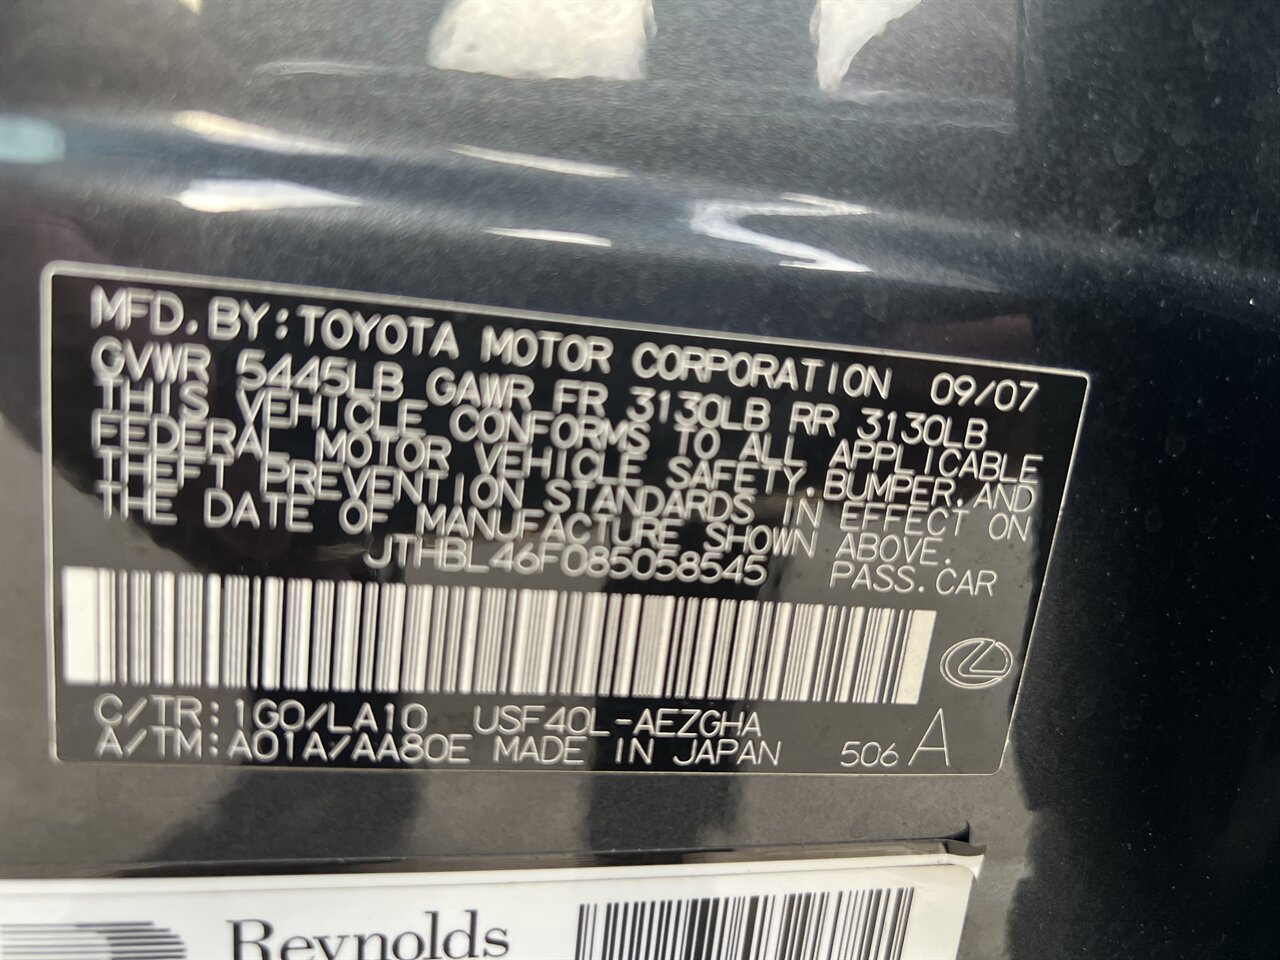 MFD. BY: TOYOTA MOTOR CORPORATION 09/07
GVWR 5445LB GAWR FR 3130LB RR 3130LB
THIS VEHICLE CONFORMS TO ALL APPLICABLE
FEDERAL MOTOR VEHICLE SAFETY, BUMPER, AND
THEFT PREVENTION STANDARDS IN EFFECT ON
THE DATE OF MANUFACTURE SHOWN ABOVE.
JTHBL46F085058545 PASS. CAR
C/TR: 1G0/LA10 USF40L-AEZGHA
A/TM: A01A/AA80E MADE IN JAPAN 506 A
Reynolds